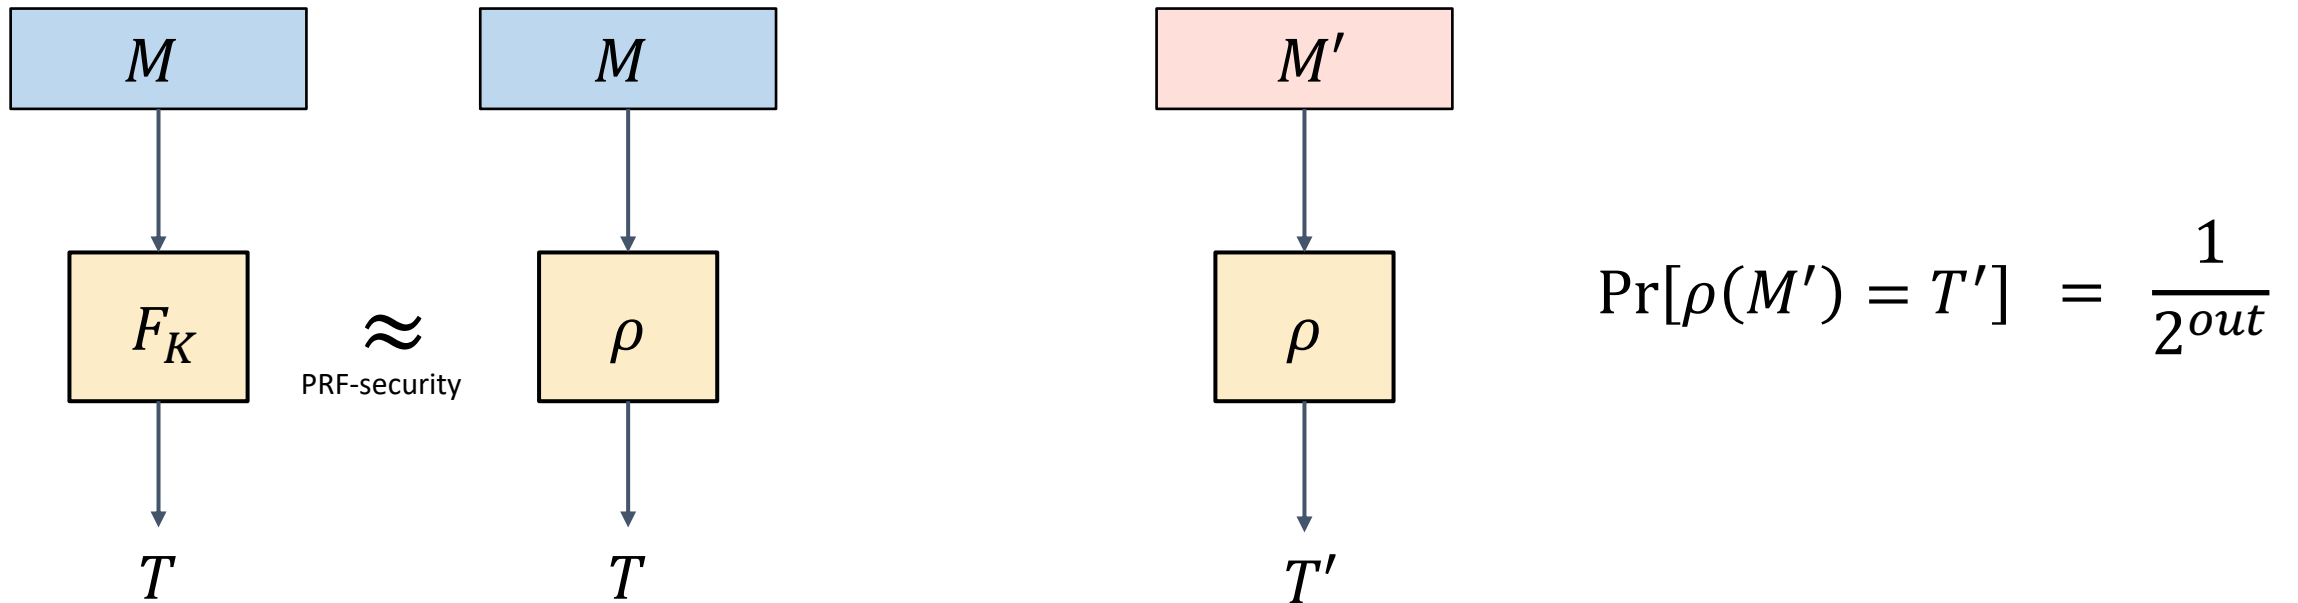 M
M
M′
F_K
≈
PRF-security
ρ
ρ
Pr[ρ(M′) = T′] = 1/2^out
T
T
T′